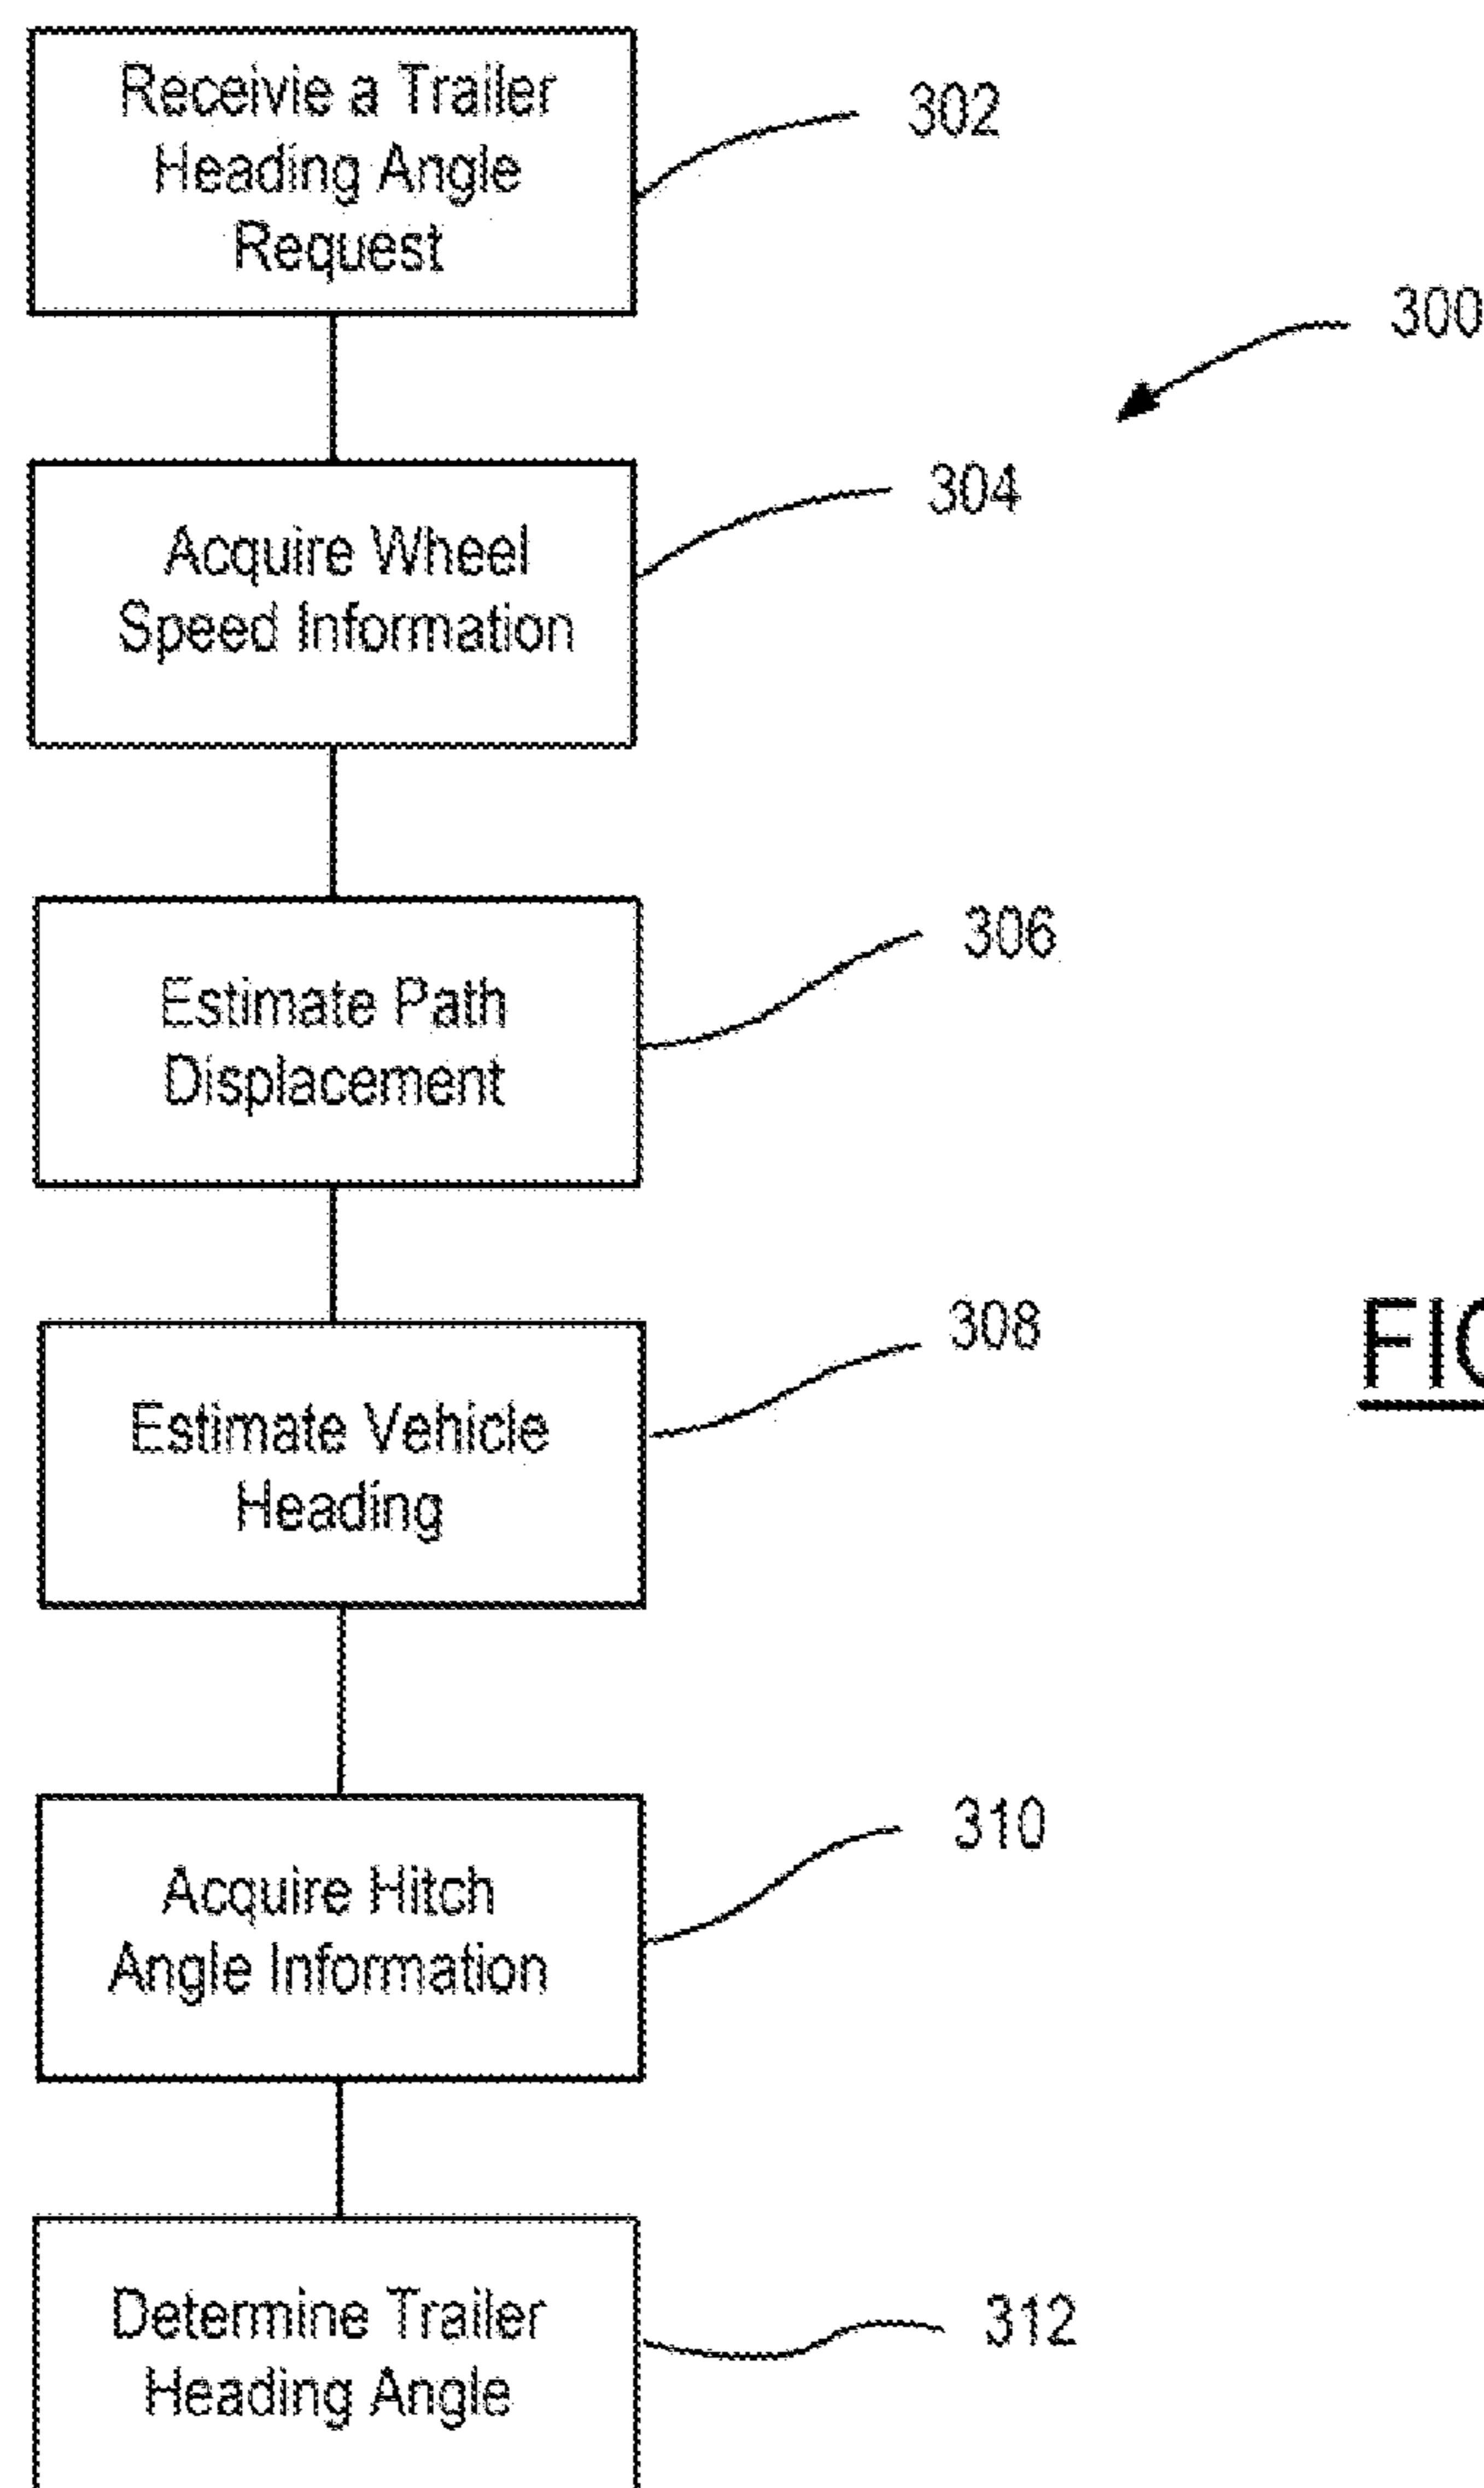 Receivie a Trailer
Heading Angle
Request
302
300
Acquire Wheel
Speed Information
304
Estimate Path
Displacement
306
Estimate Vehicle
Heading
308
Acquire Hitch
Angle Information
310
Determine Trailer
Heading Angle
312